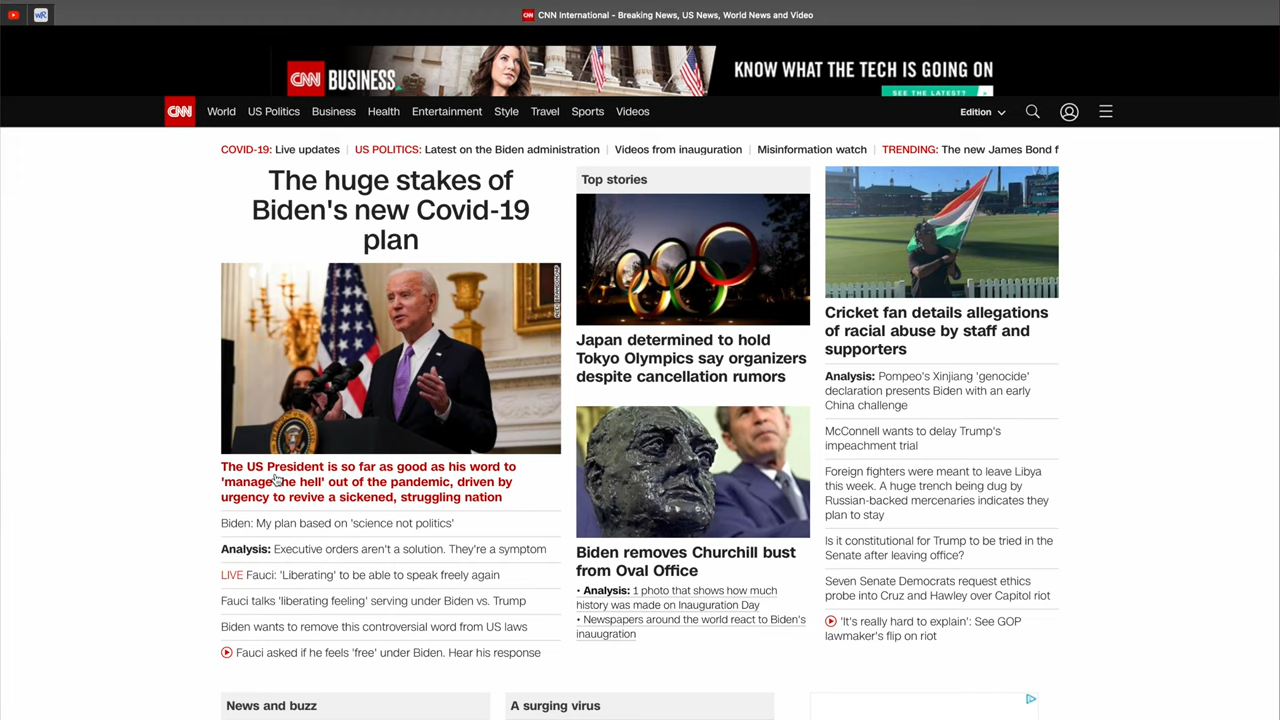 CNN International - Breaking News, US News, World News and Video
CNN BUSINESS
KNOW WHAT THE TECH IS GOING ON
SEE THE LATEST?
CNN World US Politics Business Health Entertainment Style Travel Sports Videos Edition
COVID-19: Live updates US POLITICS: Latest on the Biden administration Videos from inauguration Misinformation watch TRENDING: The new James Bond f
The huge stakes of
Biden's new Covid-19
plan
The US President is so far as good as his word to
'manage he hell' out of the pandemic, driven by
urgency to revive a sickened, struggling nation
Biden: My plan based on 'science not politics'
Analysis: Executive orders aren't a solution. They're a symptom
LIVE Fauci: 'Liberating' to be able to speak freely again
Fauci talks 'liberating feeling' serving under Biden vs. Trump
Biden wants to remove this controversial word from US laws
Fauci asked if he feels 'free' under Biden. Hear his response
News and buzz
Top stories
Japan determined to hold
Tokyo Olympics say organizers
despite cancellation rumors
Biden removes Churchill bust
from Oval Office
• Analysis: 1 photo that shows how much
history was made on Inauguration Day
• Newspapers around the world react to Biden's
inauugration
A surging virus
Cricket fan details allegations
of racial abuse by staff and
supporters
Analysis: Pompeo's Xinjiang 'genocide'
declaration presents Biden with an early
China challenge
McConnell wants to delay Trump's
impeachment trial
Foreign fighters were meant to leave Libya
this week. A huge trench being dug by
Russian-backed mercenaries indicates they
plan to stay
Is it constitutional for Trump to be tried in the
Senate after leaving office?
Seven Senate Democrats request ethics
probe into Cruz and Hawley over Capitol riot
'It's really hard to explain': See GOP
lawmaker's flip on riot